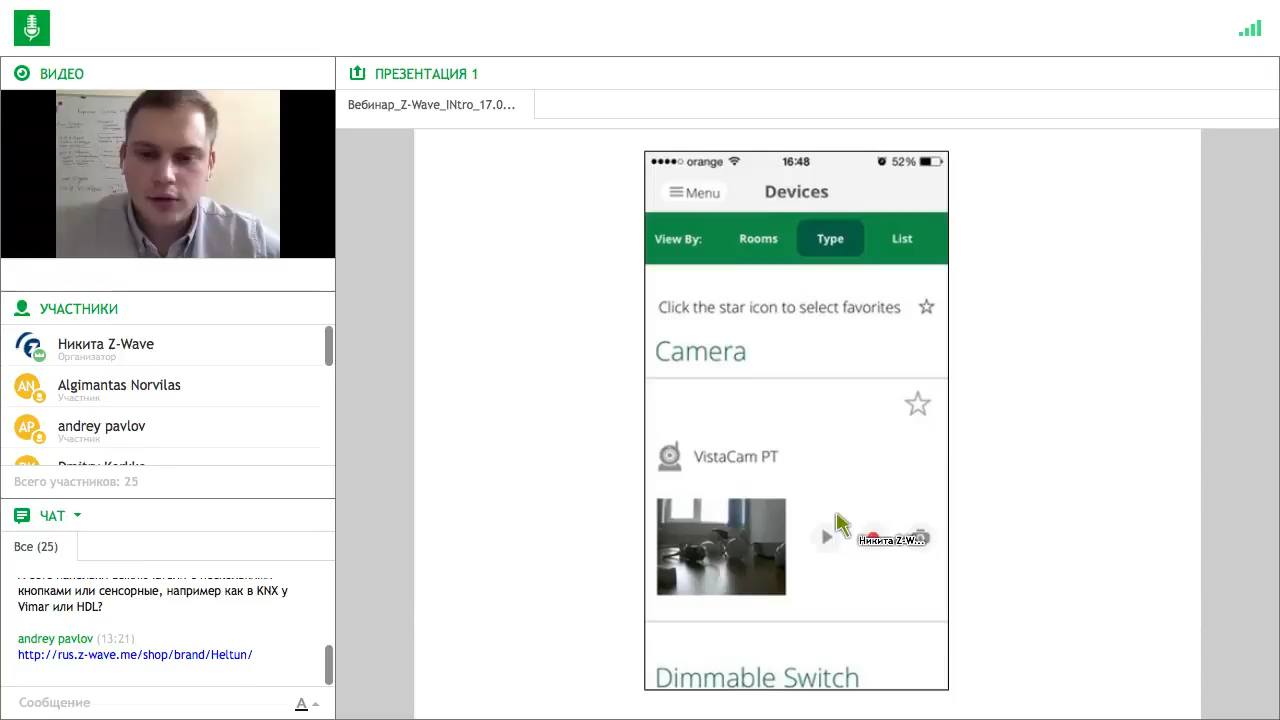 ВИДЕО
ПРЕЗЕНТАЦИЯ 1
Вебинар_Z-Wave_INtro_17.0...
orange 16:48 52%
Menu Devices
View By: Rooms Type List
Click the star icon to select favorites
Camera
VistaCam PT
Никита Z-W...
Dimmable Switch
УЧАСТНИКИ
Никита Z-Wave
Организатор
Algimantas Norvilas
Участник
andrey pavlov
Участник
Всего участников: 25
ЧАТ
Все (25)
кнопками или сенсорные, например как в KNX у
Vimar или HDL?
andrey pavlov (13:21)
http://rus.z-wave.me/shop/brand/Heltun/
Сообщение
A